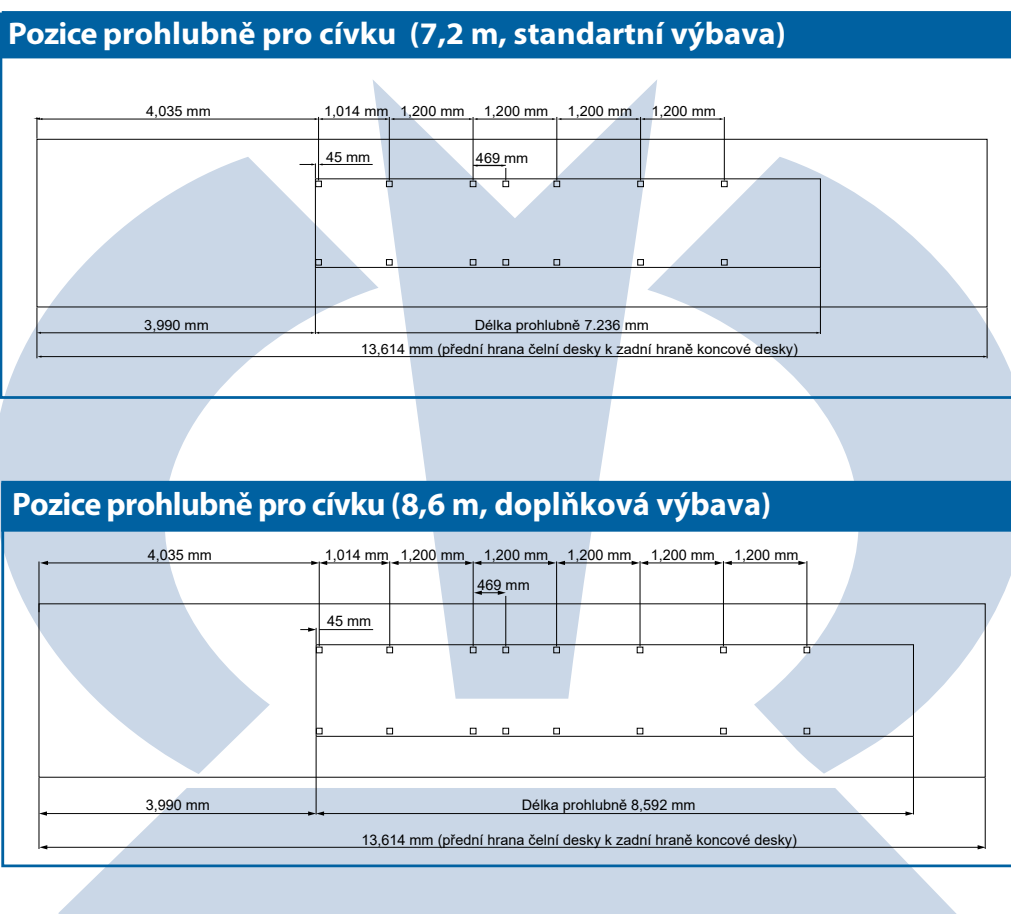 Pozice prohlubně pro cívku (7,2 m, standartní výbava)
4,035 mm 1,014 mm 1,200 mm 1,200 mm 1,200 mm 1,200 mm
45 mm 469 mm
3,990 mm Délka prohlubně 7.236 mm
13,614 mm (přední hrana čelní desky k zadní hraně koncové desky)
Pozice prohlubně pro cívku (8,6 m, doplňková výbava)
4,035 mm 1,014 mm 1,200 mm 1,200 mm 1,200 mm 1,200 mm 1,200 mm
469 mm
45 mm
3,990 mm Délka prohlubně 8,592 mm
13,614 mm (přední hrana čelní desky k zadní hraně koncové desky)